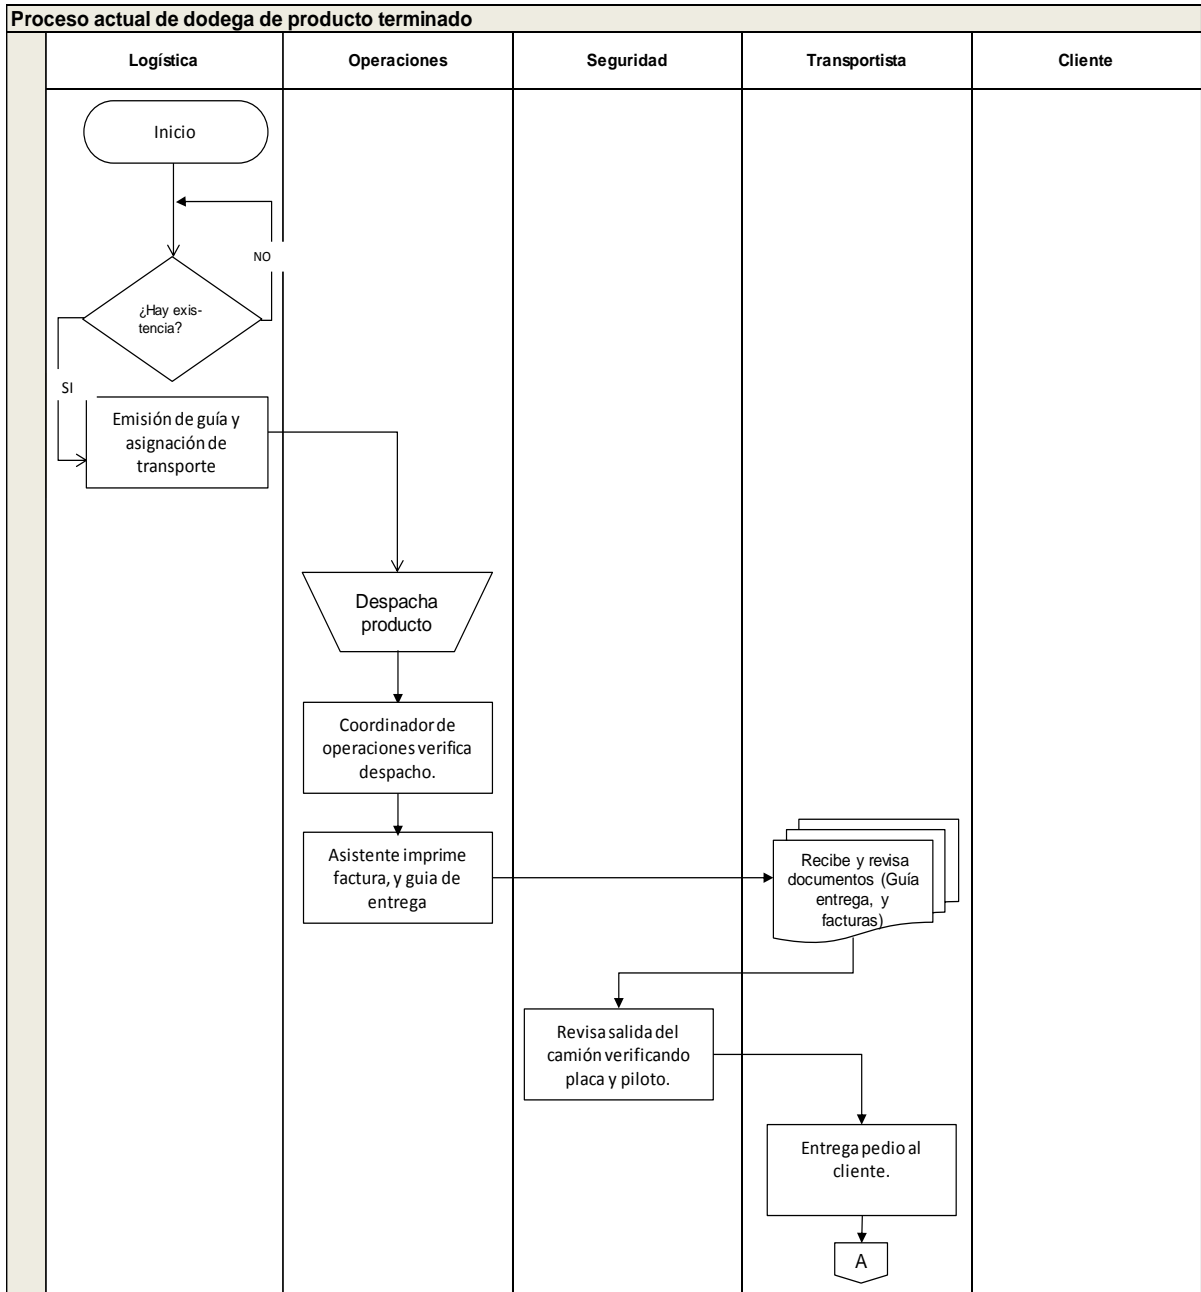 Proceso actual de dodega de producto terminado
Logística
Operaciones
Seguridad
Transportista
Cliente
Inicio
NO
¿Hay exis-
tencia?
SI
Emisión de guía y
asignación de
transporte
Despacha
producto
Coordinador de
operaciones verifica
despacho.
Asistente imprime
factura, y guia de
entrega
Recibe y revisa
documentos (Guía
entrega, y
facturas)
Revisa salida del
camión verificando
placa y piloto.
Entrega pedio al
cliente.
A